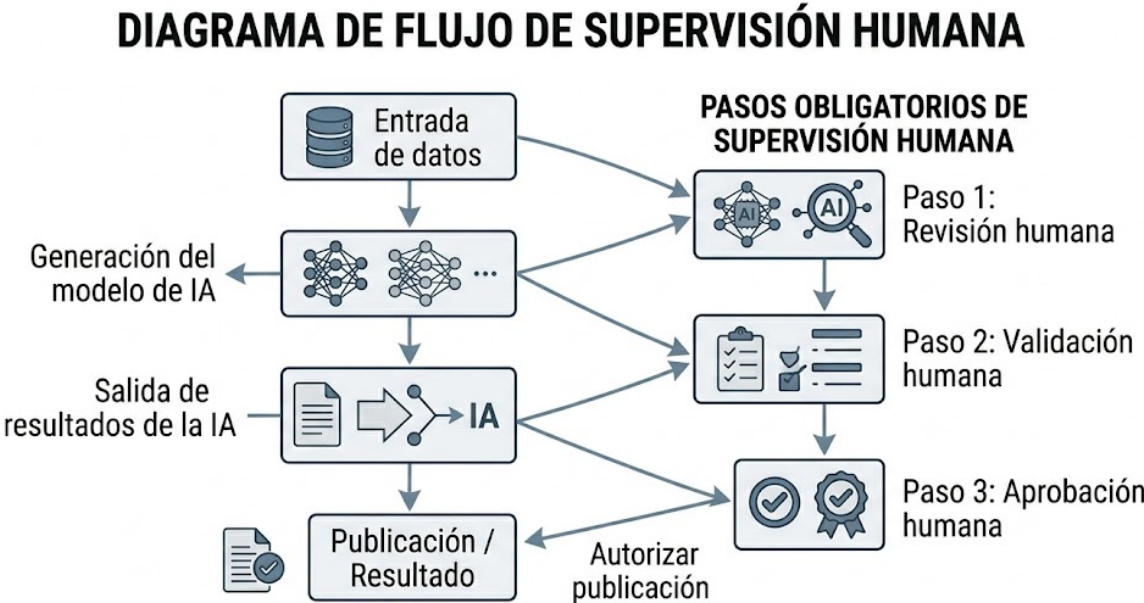 DIAGRAMA DE FLUJO DE SUPERVISIÓN HUMANA
Entrada
de datos
Generación del
modelo de IA
...
Salida de
resultados de la IA
IA
Publicación /
Resultado
Autorizar
publicación
PASOS OBLIGATORIOS DE
SUPERVISIÓN HUMANA
AI
AI
Paso 1:
Revisión humana
Paso 2: Validación
humana
Paso 3: Aprobación
humana